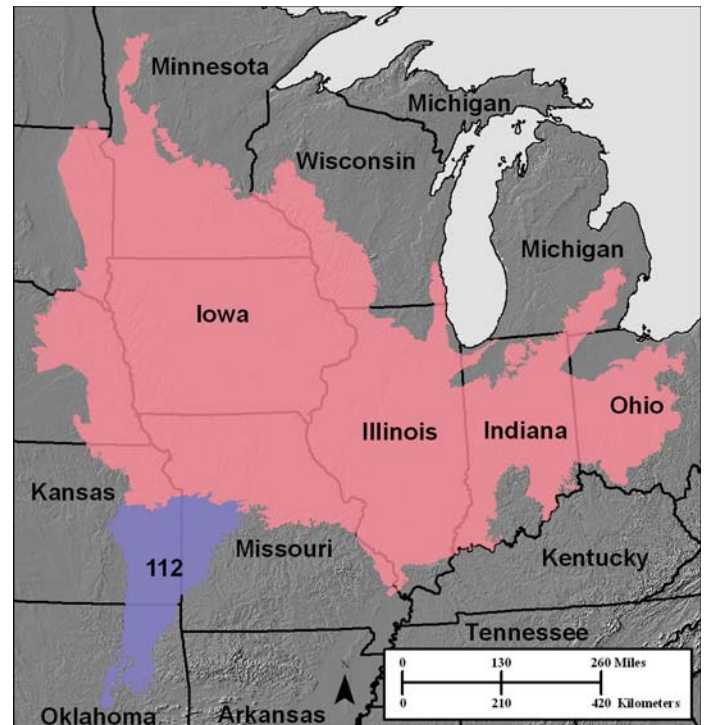 Minnesota
Michigan
Wisconsin
Michigan
Iowa
Illinois
Indiana
Ohio
Kansas
Missouri
112
Kentucky
Tennessee
Oklahoma
Arkansas
N
0 130 260 Miles
0 210 420 Kilometers